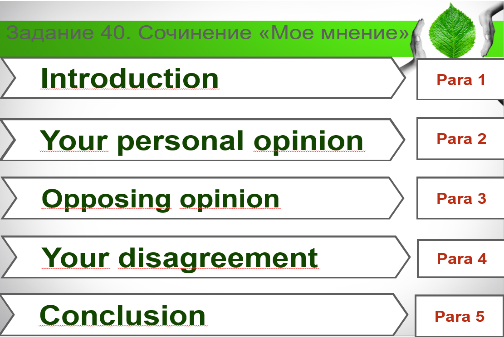 Задание 40. Сочинение «Мое мнение»
Introduction
Para 1
Your personal opinion
Para 2
Opposing opinion
Para 3
Your disagreement
Para 4
Conclusion
Para 5